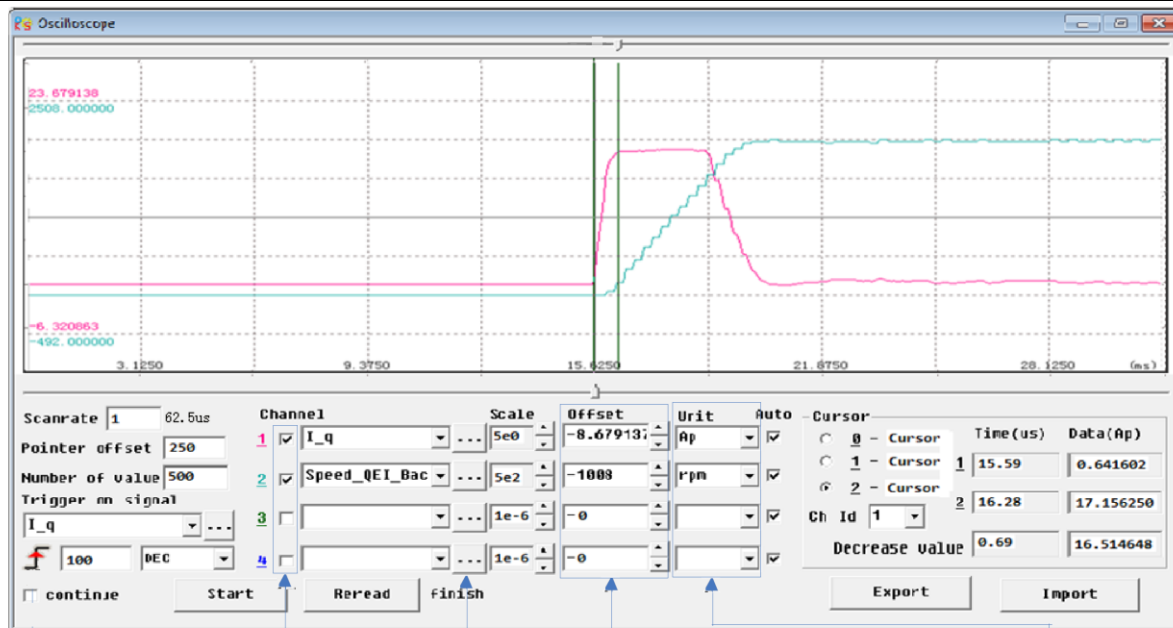 Oscilloscope
23.679138
2508.000000
-6.320863
-492.000000
3.1250 9.3750 15.6250 21.8750 28.1250 (ms)
Scanrate 1 62.5us
Channel Scale Offset Unit Auto
Cursor
1 I_q ... 5e0 -8.679137 Ap
0 - Cursor Time(us) Data(Ap)
Pointer offset 250
1 - Cursor 1 15.59 0.641602
Number of value 500
2 Speed_QEI_Bac ... 5e2 -1008 rpm
2 - Cursor
Trigger on signal
2 16.28 17.156250
I_q ...
3 ... 1e-6 -0
Ch Id 1
100 DEC
4 ... 1e-6 -0
Decrease value 0.69 16.514648
continue Start Reread finish Export Import